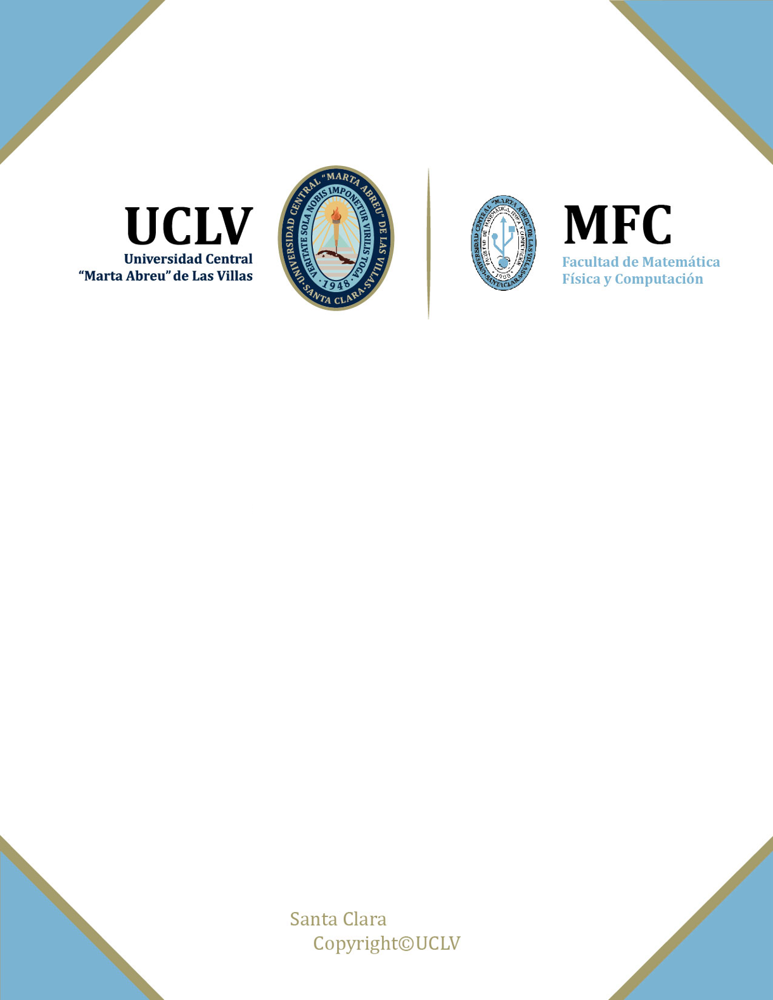 UCLV
Universidad Central
“Marta Abreu” de Las Villas
UNIVERSIDAD CENTRAL “MARTA ABREU” DE LAS VILLAS
·SANTA CLARA·
VERITATE SOLA NOBIS IMPONETUR VIRILIS TOGA
·1948·
UNIVERSIDAD CENTRAL “MARTA ABREU” DE LAS VILLAS
·SANTA CLARA·
FACULTAD DE MATEMÁTICA, FÍSICA Y COMPUTACIÓN
MFC
Facultad de Matemática
Física y Computación
Santa Clara
Copyright©UCLV